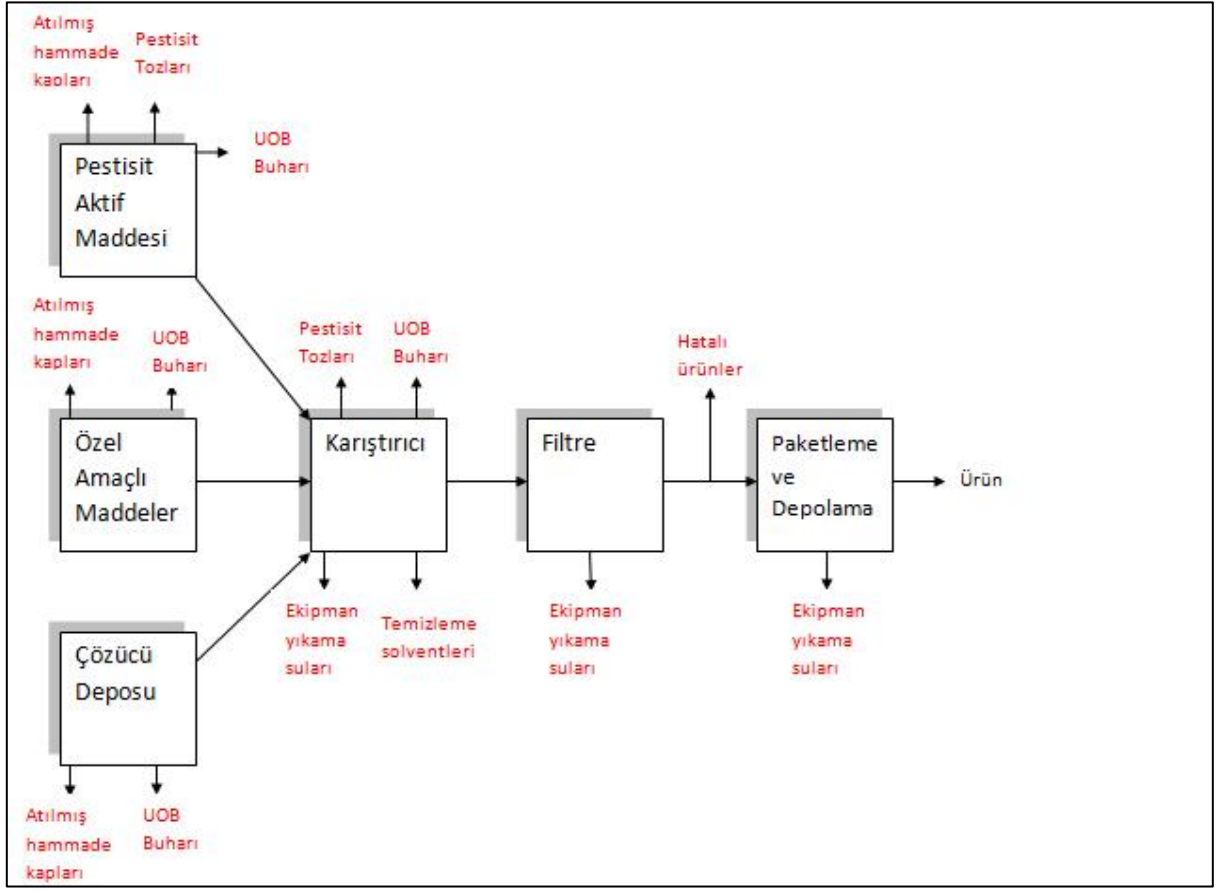 Atılmış
hammade
kapları
Pestisit
Tozları
UOB
Buharı
Pestisit
Aktif
Maddesi
Atılmış
hammade
kapları
UOB
Buharı
Özel
Amaçlı
Maddeler
Pestisit
Tozları
UOB
Buharı
Karıştırıcı
Ekipman
yıkama
suları
Temizleme
solventleri
Filtre
Ekipman
yıkama
suları
Hatalı
ürünler
Paketleme
ve
Depolama
Ekipman
yıkama
suları
Ürün
Çözücü
Deposu
Atılmış
hammade
kapları
UOB
Buharı